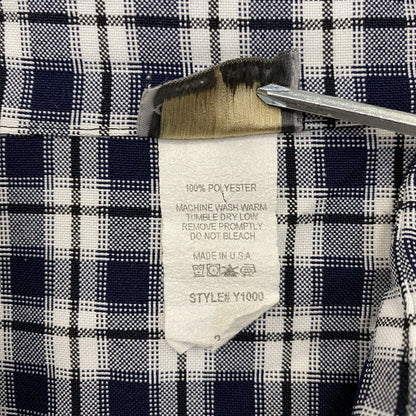 100% POLYESTER
MACHINE WASH WARM
TUMBLE DRY LOW
REMOVE PROMPTLY
DO NOT BLEACH
MADE IN U.S.A
STYLE# Y1000